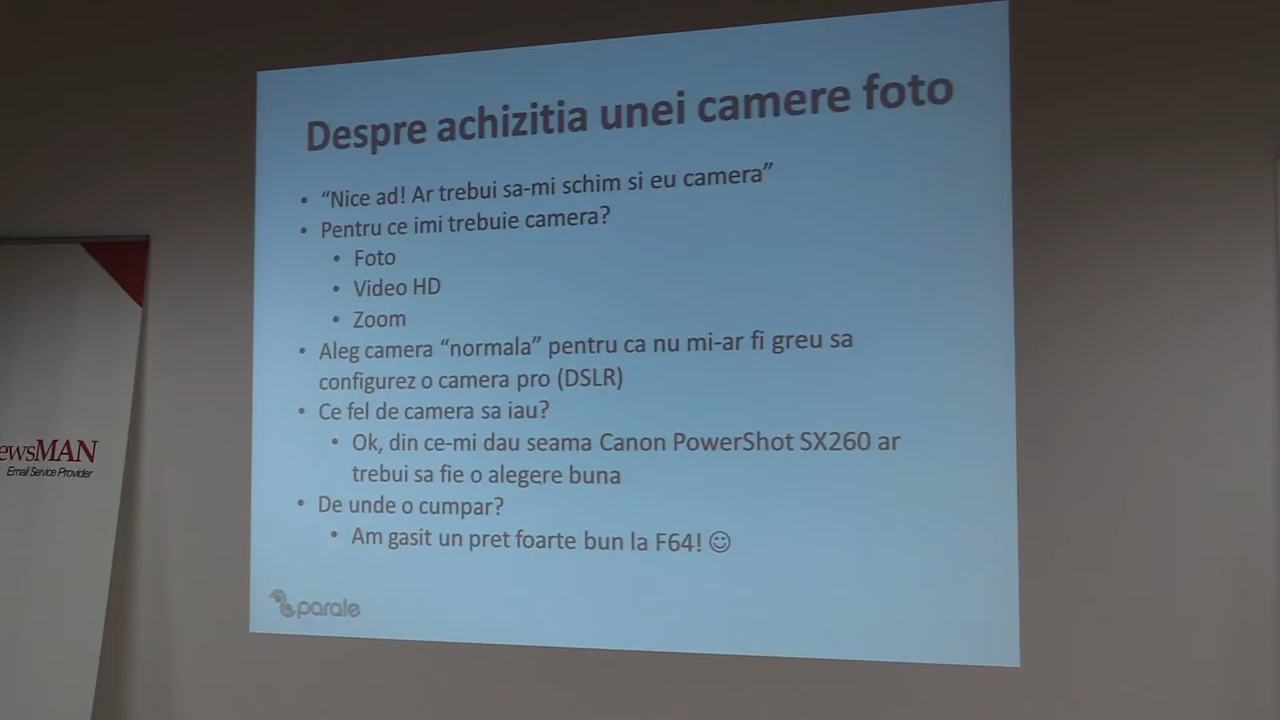 Despre achizitia unei camere foto
• “Nice ad! Ar trebui sa-mi schim si eu camera”
• Pentru ce imi trebuie camera?
• Foto
• Video HD
• Zoom
• Aleg camera “normala” pentru ca nu mi-ar fi greu sa
configurez o camera pro (DSLR)
• Ce fel de camera sa iau?
• Ok, din ce-mi dau seama Canon PowerShot SX260 ar
trebui sa fie o alegere buna
• De unde o cumpar?
• Am gasit un pret foarte bun la F64! ☺
parale
ewsMAN
Email Service Provider